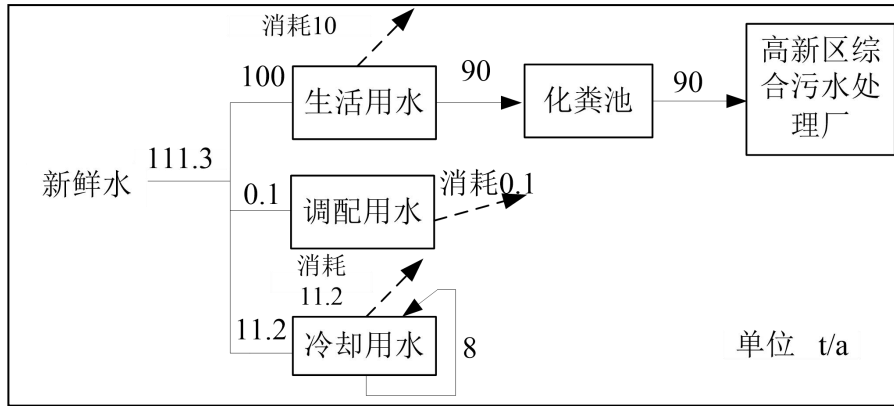 消耗10
100
生活用水
90
化粪池
90
高新区综
合污水处
理厂
新鲜水
111.3
0.1
调配用水
消耗0.1
消耗
11.2
11.2
冷却用水
8
单位 t/a